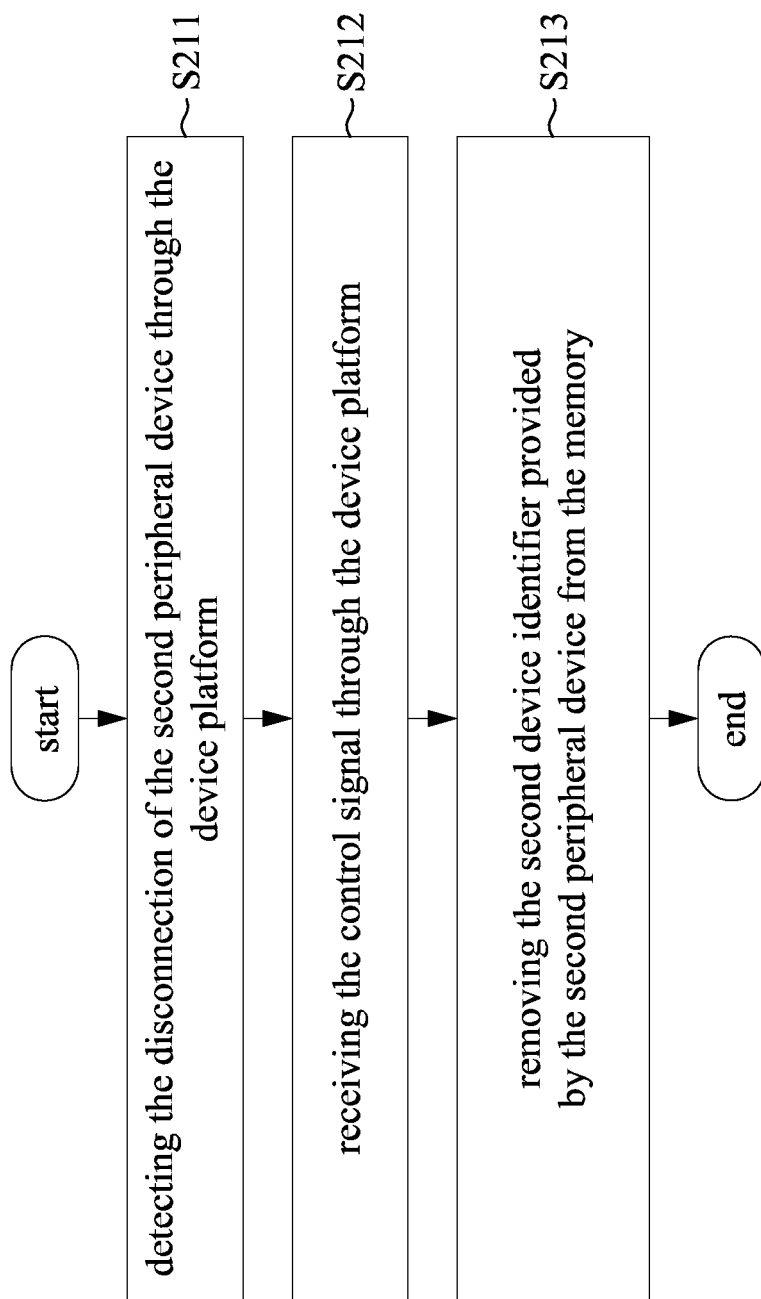 start
detecting the disconnection of the second peripheral device through the
device platform
S211
receiving the control signal through the device platform
S212
removing the second device identifier provided
by the second peripheral device from the memory
S213
end